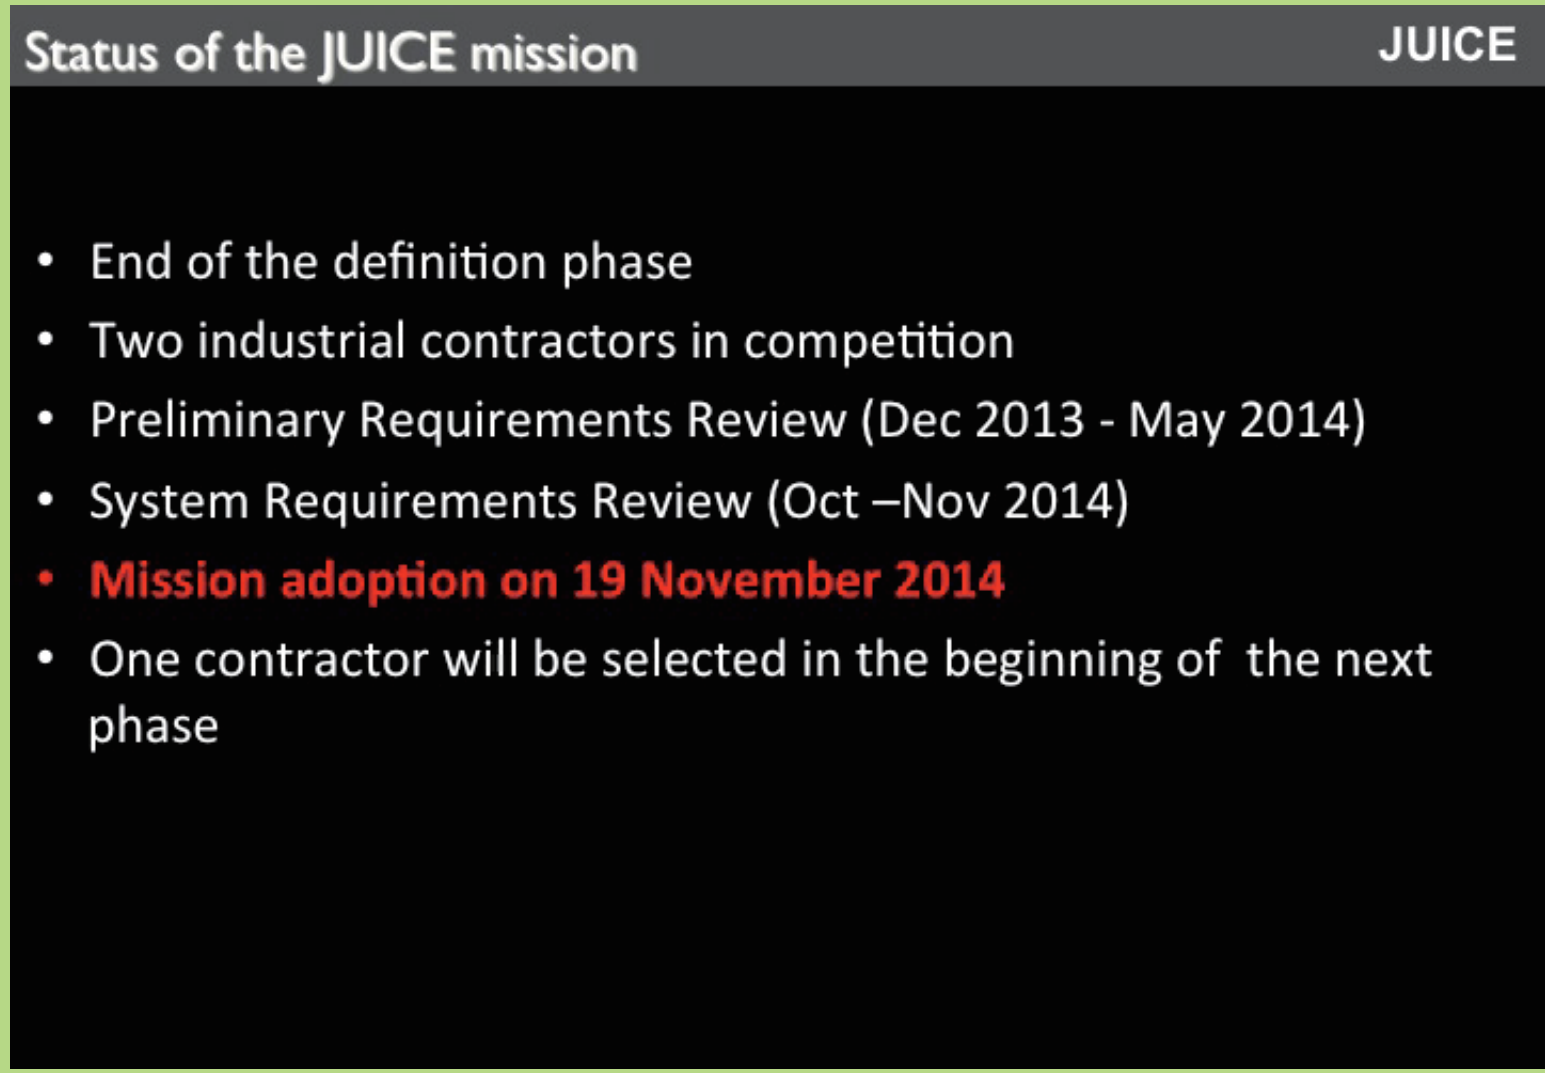 Status of the JUICE mission
JUICE
• End of the definition phase
• Two industrial contractors in competition
• Preliminary Requirements Review (Dec 2013 - May 2014)
• System Requirements Review (Oct –Nov 2014)
• Mission adoption on 19 November 2014
• One contractor will be selected in the beginning of  the next
phase